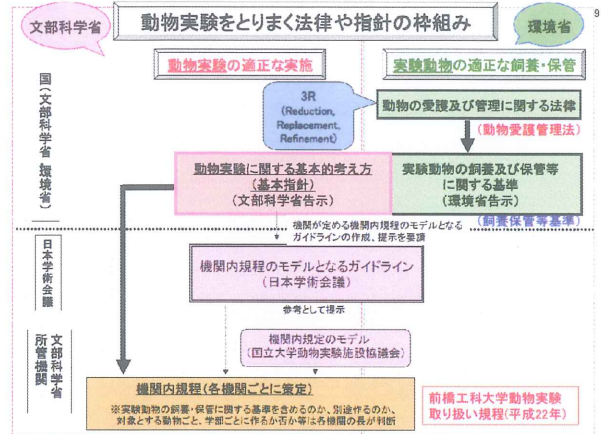 9
文部科学省
動物実験をとりまく法律や指針の枠組み
環境省
動物実験の適正な実施
実験動物の適正な飼養・保管
国(文部科学省・環境省)
3R
(Reduction,
Replacement,
Refinement)
動物の愛護及び管理に関する法律
(動物愛護管理法)
動物実験に関する基本的考え方
(基本指針)
(文部科学省告示)
実験動物の飼養及び保管等
に関する基準
(環境省告示)
(飼養保管等基準)
機関が定める機関内規程のモデルとなる
ガイドラインの作成、提示を要請
日本学術会議
機関内規程のモデルとなるガイドライン
(日本学術会議)
参考として提示
文部科学省
所管機関
機関内規定のモデル
(国立大学動物実験施設協議会)
機関内規程(各機関ごとに策定)
※実験動物の飼養・保管に関する基準を含めるのか、別途作るのか、
対象とする動物ごと、学部ごとに作るか否か等は各機関の長が判断
前橋工科大学動物実験
取り扱い規程(平成22年)